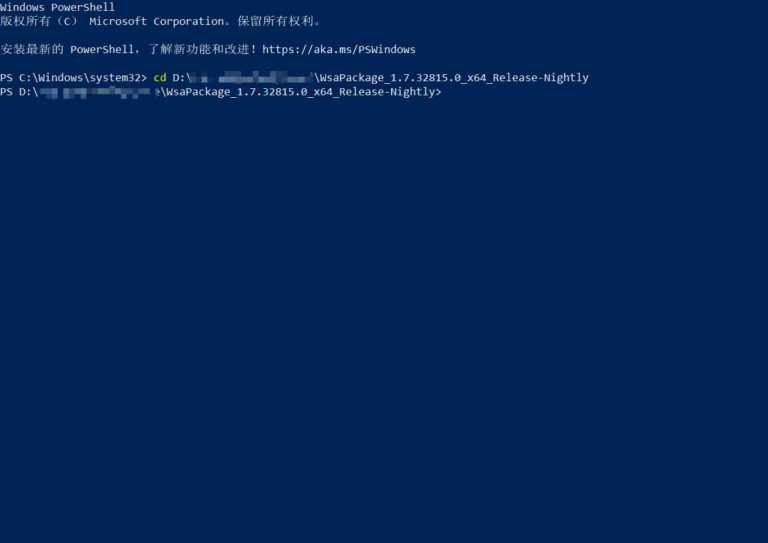 Windows PowerShell
版权所有（C） Microsoft Corporation。保留所有权利。
安装最新的 PowerShell，了解新功能和改进！https://aka.ms/PSWindows
PS C:\Windows\system32> cd D:\ \WsaPackage_1.7.32815.0_x64_Release-Nightly
PS D:\ e\WsaPackage_1.7.32815.0_x64_Release-Nightly>